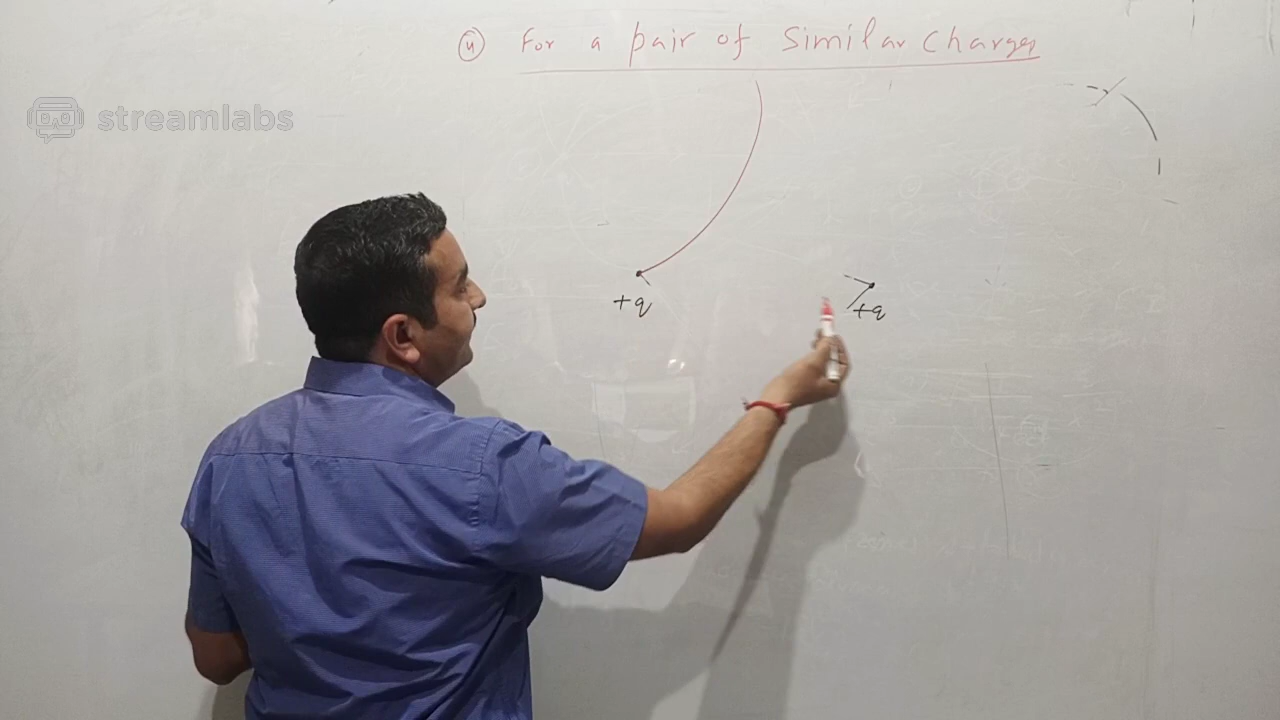 streamlabs
(4) For a pair of similar charges
+q
+q